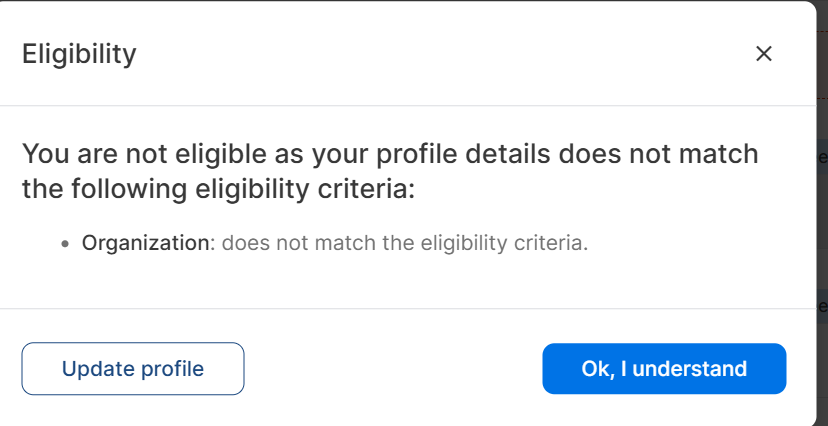 Eligibility
You are not eligible as your profile details does not match
the following eligibility criteria:
Organization: does not match the eligibility criteria.
Update profile
Ok, I understand